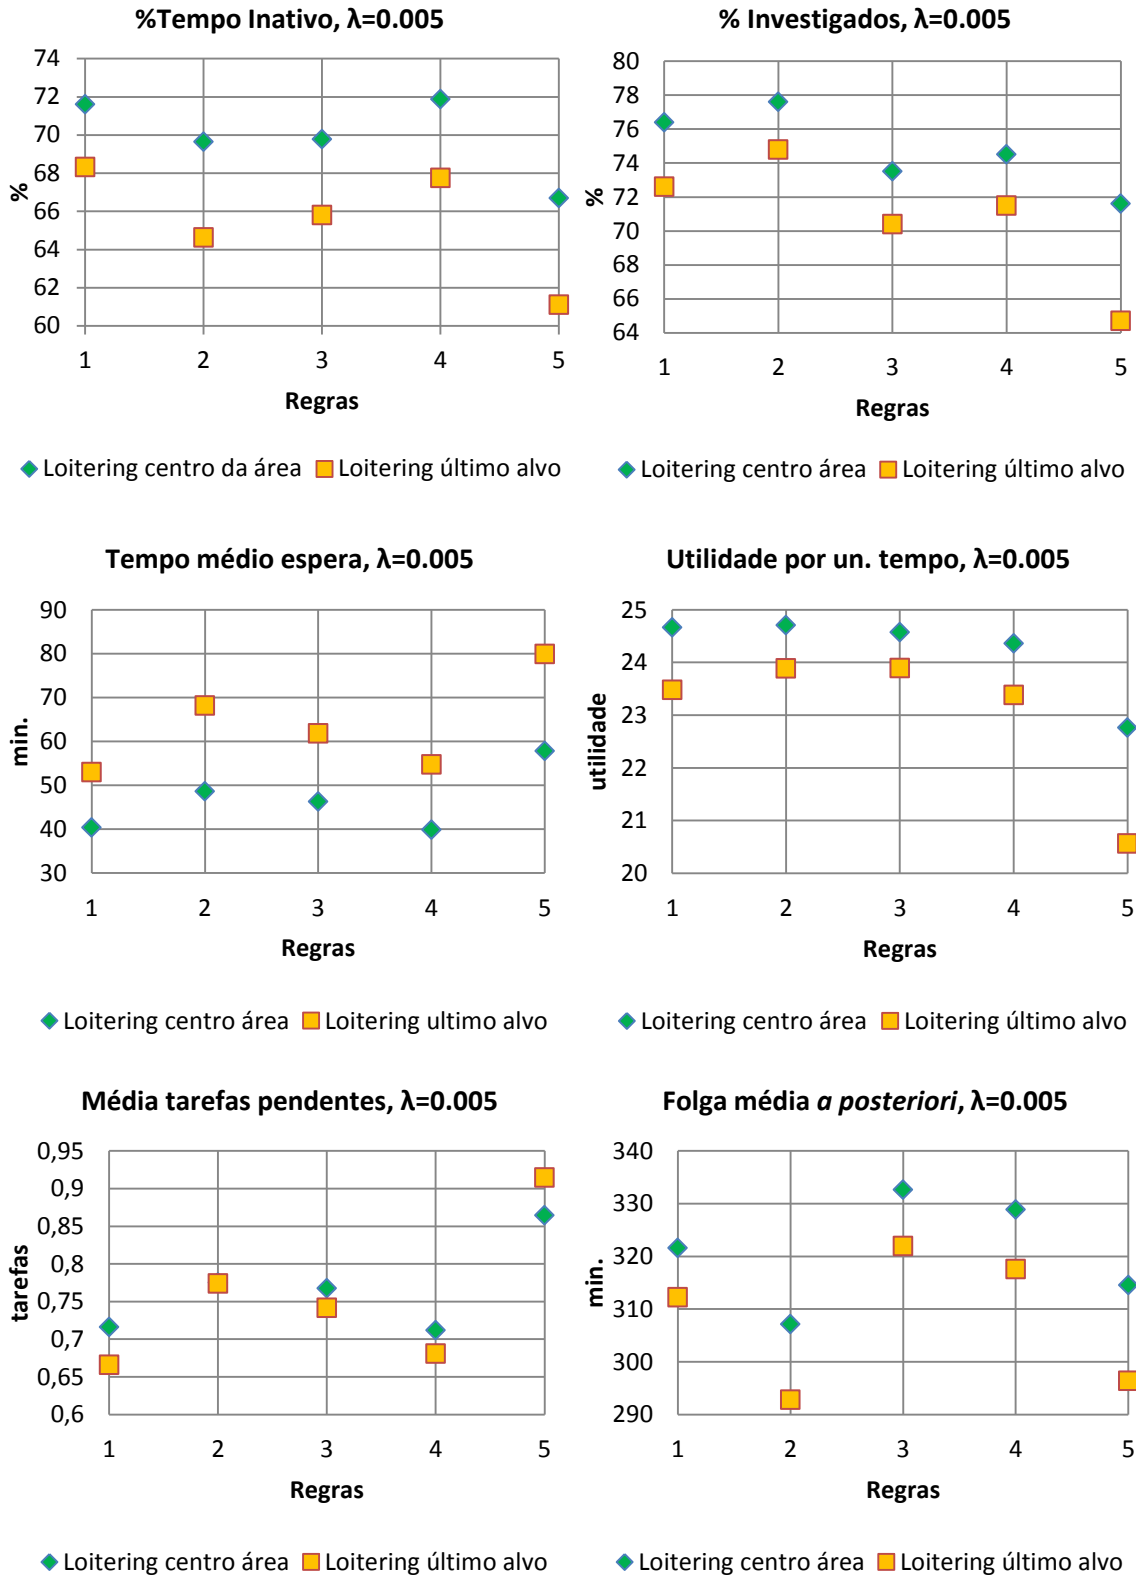 %Tempo Inativo, λ=0.005
74
72
70
68
66
64
62
60
%
1 2 3 4 5
Regras
Loitering centro da área Loitering último alvo
% Investigados, λ=0.005
80
78
76
74
72
70
68
66
64
%
1 2 3 4 5
Regras
Loitering centro área Loitering último alvo
Tempo médio espera, λ=0.005
90
80
70
60
50
40
30
min.
1 2 3 4 5
Regras
Loitering centro área Loitering ultimo alvo
Utilidade por un. tempo, λ=0.005
25
24
23
22
21
20
utilidade
1 2 3 4 5
Regras
Loitering centro área Loitering último alvo
Média tarefas pendentes, λ=0.005
0,95
0,9
0,85
0,8
0,75
0,7
0,65
0,6
tarefas
1 2 3 4 5
Regras
Loitering centro área Loitering último alvo
Folga média a posteriori, λ=0.005
340
330
320
310
300
290
min.
1 2 3 4 5
Regras
Loitering centro área Loitering último alvo